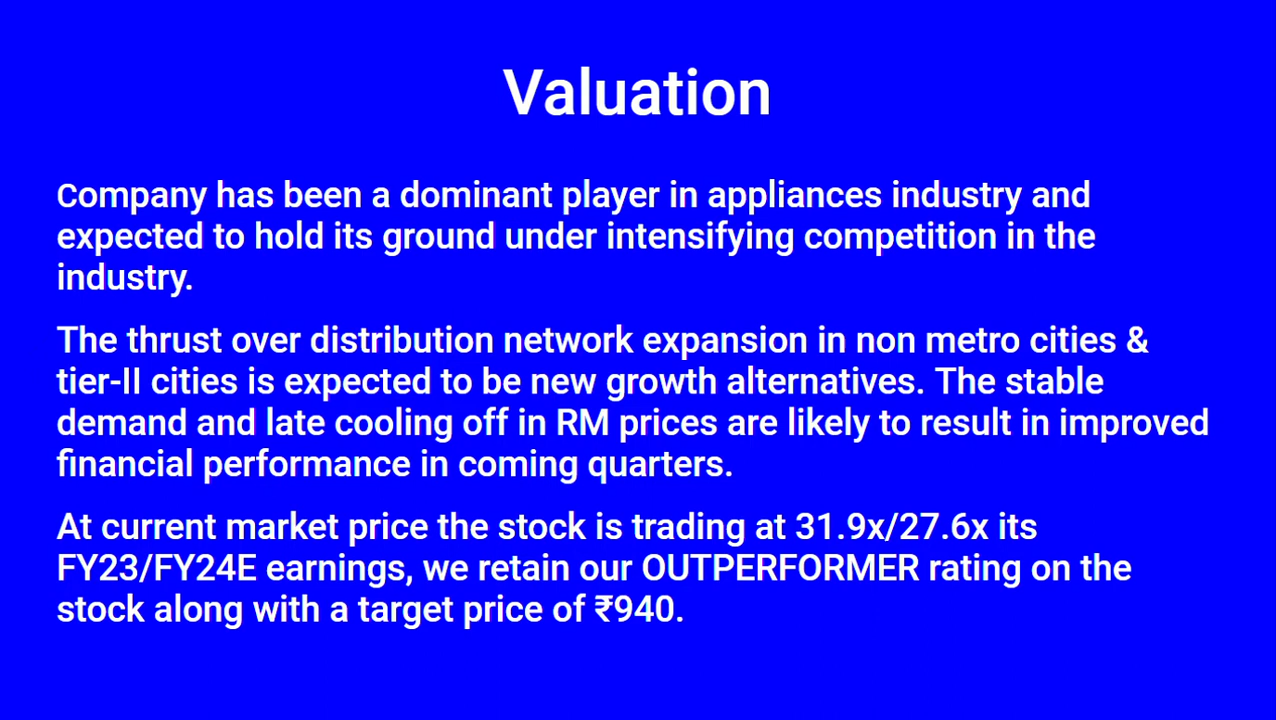 Valuation
Company has been a dominant player in appliances industry and
expected to hold its ground under intensifying competition in the
industry.
The thrust over distribution network expansion in non metro cities &
tier-II cities is expected to be new growth alternatives. The stable
demand and late cooling off in RM prices are likely to result in improved
financial performance in coming quarters.
At current market price the stock is trading at 31.9x/27.6x its
FY23/FY24E earnings, we retain our OUTPERFORMER rating on the
stock along with a target price of ₹940.